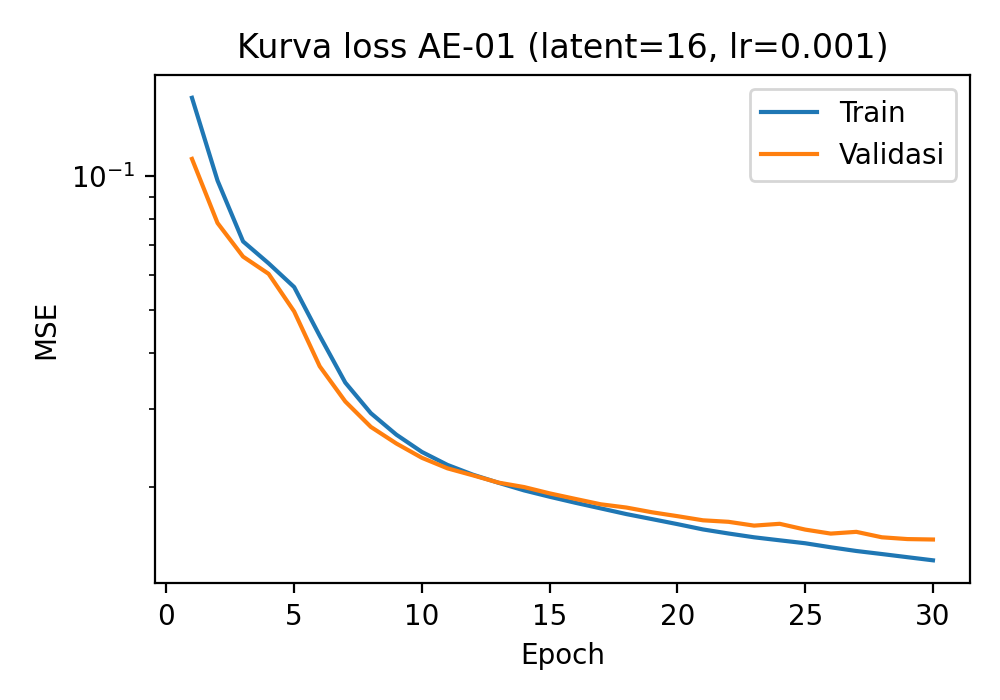 Kurva loss AE-01 (latent=16, lr=0.001)
Train
Validasi
10⁻¹
MSE
0 5 10 15 20 25 30
Epoch